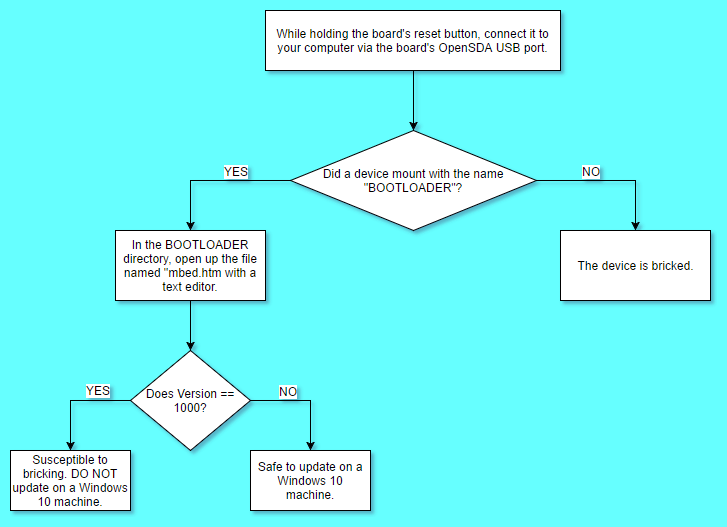 While holding the board's reset button, connect it to
your computer via the board's OpenSDA USB port.
Did a device mount with the name
"BOOTLOADER"?
YES
NO
In the BOOTLOADER
directory, open up the file
named "mbed.htm with a
text editor.
The device is bricked.
Does Version ==
1000?
YES
NO
Susceptible to
bricking. DO NOT
update on a Windows
10 machine.
Safe to update on a
Windows 10
machine.